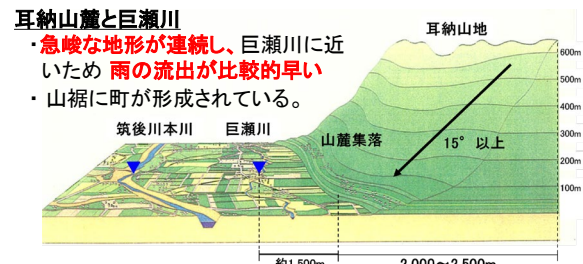 耳納山麓と巨瀬川
・急峻な地形が連続し、巨瀬川に近
いため 雨の流出が比較的早い
・ 山裾に町が形成されている。
耳納山地
600m
500m
400m
300m
200m
100m
筑後川本川
巨瀬川
山麓集落
15° 以上
約1,500m
2,000～2,500m